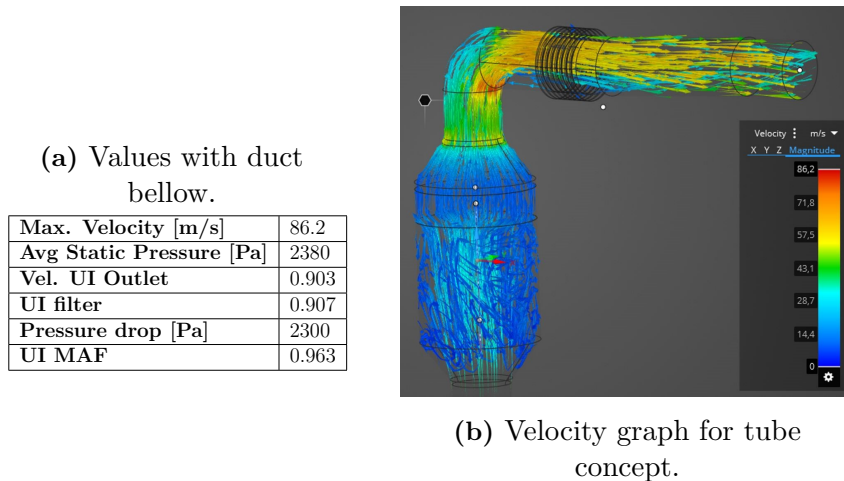 (a) Values with duct
bellow.
Max. Velocity [m/s] 86.2
Avg Static Pressure [Pa] 2380
Vel. UI Outlet 0.903
UI filter 0.907
Pressure drop [Pa] 2300
UI MAF 0.963
Velocity m/s
X Y Z Magnitude
86,2
71,8
57,5
43,1
28,7
14,4
0
(b) Velocity graph for tube
concept.